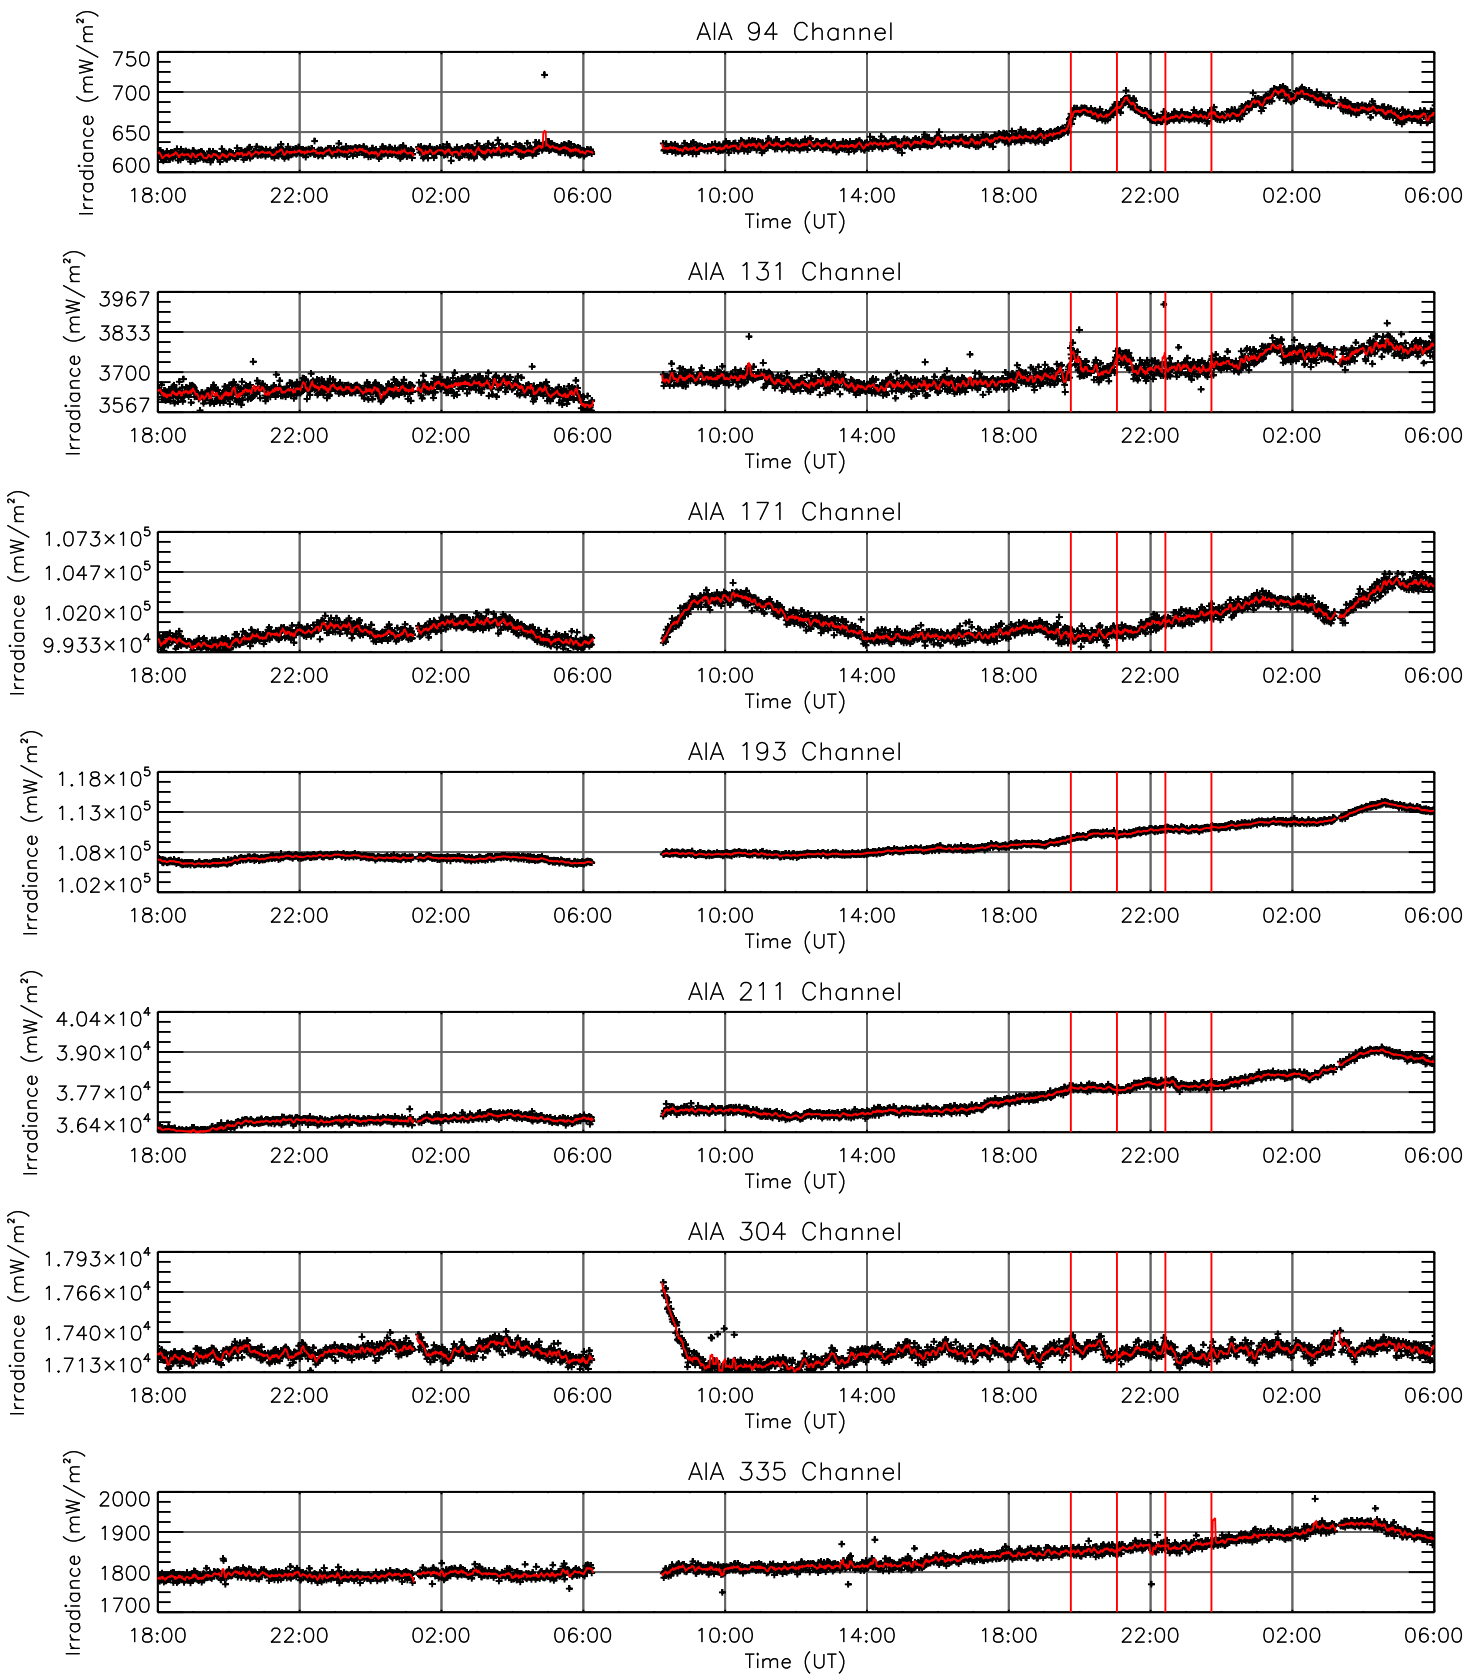 AIA 94 Channel
Irradiance (mW/m²)
750
700
650
600
18:00 22:00 02:00 06:00 10:00 14:00 18:00 22:00 02:00 06:00
Time (UT)
AIA 131 Channel
Irradiance (mW/m²)
3967
3833
3700
3567
18:00 22:00 02:00 06:00 10:00 14:00 18:00 22:00 02:00 06:00
Time (UT)
AIA 171 Channel
Irradiance (mW/m²)
1.073×10⁵
1.047×10⁵
1.020×10⁵
9.933×10⁴
18:00 22:00 02:00 06:00 10:00 14:00 18:00 22:00 02:00 06:00
Time (UT)
AIA 193 Channel
Irradiance (mW/m²)
1.18×10⁵
1.13×10⁵
1.08×10⁵
1.02×10⁵
18:00 22:00 02:00 06:00 10:00 14:00 18:00 22:00 02:00 06:00
Time (UT)
AIA 211 Channel
Irradiance (mW/m²)
4.04×10⁴
3.90×10⁴
3.77×10⁴
3.64×10⁴
18:00 22:00 02:00 06:00 10:00 14:00 18:00 22:00 02:00 06:00
Time (UT)
AIA 304 Channel
Irradiance (mW/m²)
1.793×10⁴
1.766×10⁴
1.740×10⁴
1.713×10⁴
18:00 22:00 02:00 06:00 10:00 14:00 18:00 22:00 02:00 06:00
Time (UT)
AIA 335 Channel
Irradiance (mW/m²)
2000
1900
1800
1700
18:00 22:00 02:00 06:00 10:00 14:00 18:00 22:00 02:00 06:00
Time (UT)